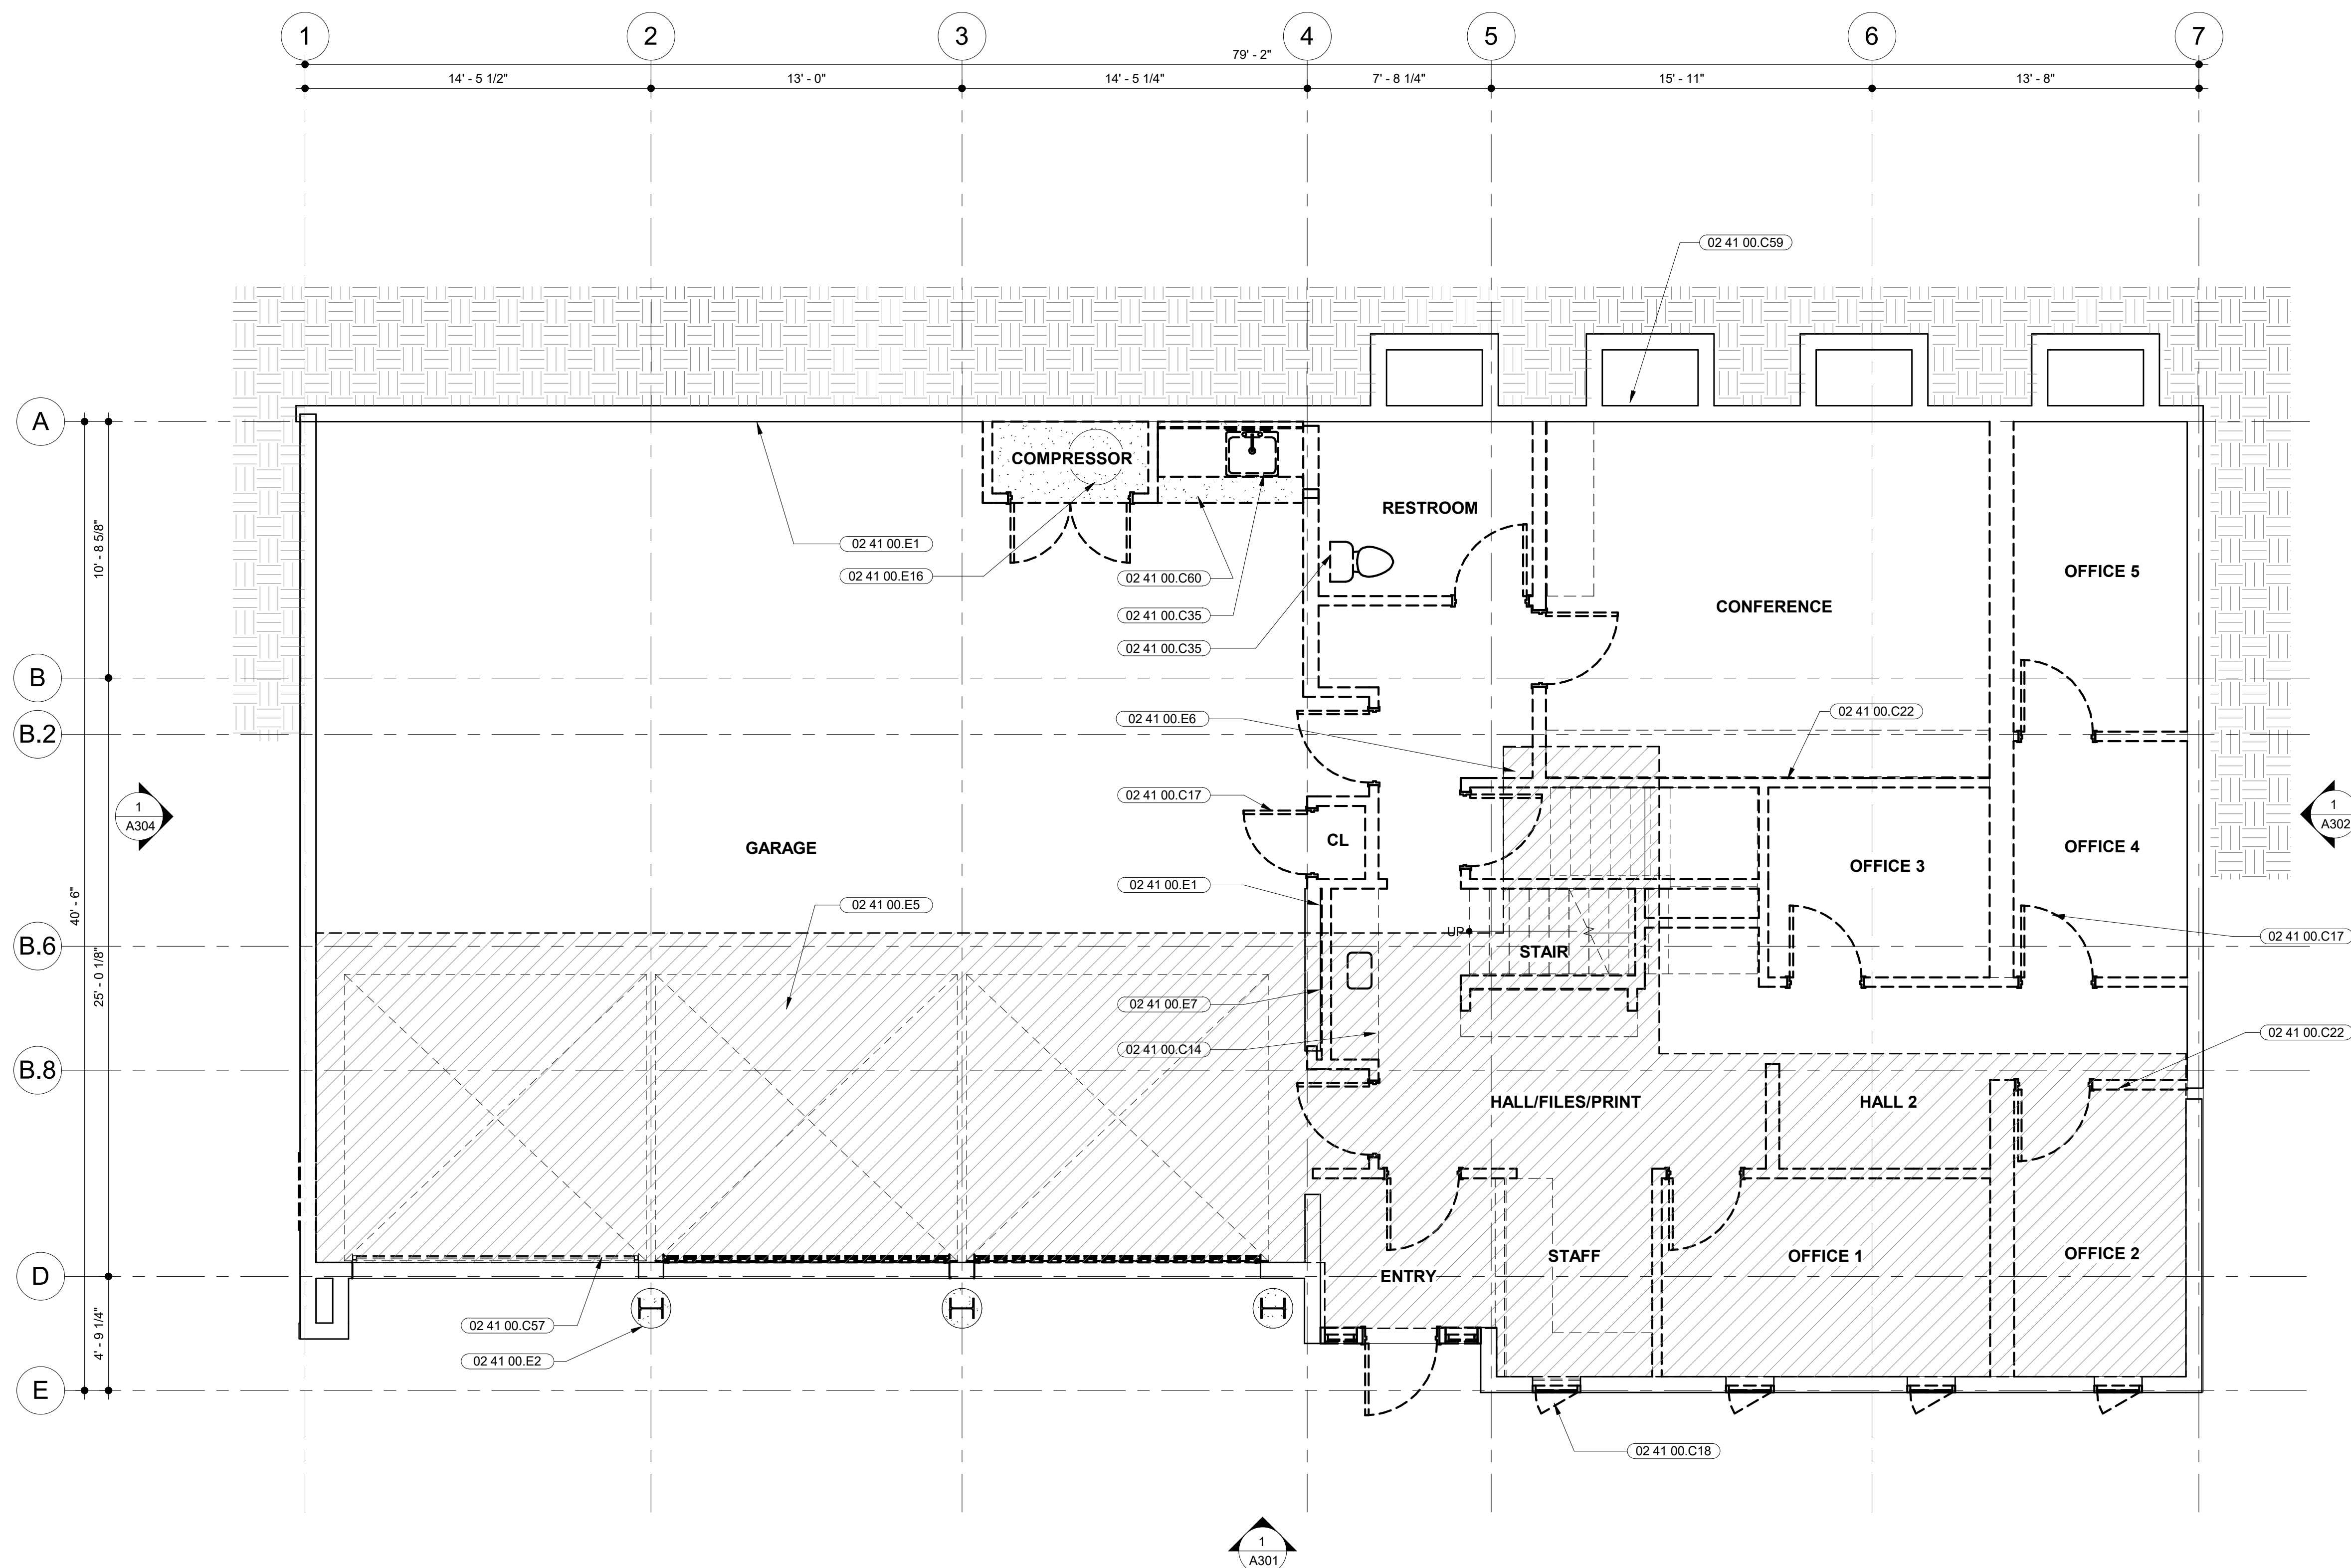 1
2
3
4
5
6
7
79' - 2"
14' - 5 1/2"
13' - 0"
14' - 5 1/4"
7' - 8 1/4"
15' - 11"
13' - 8"
02 41 00.C59
A
COMPRESSOR
RESTROOM
10' - 8 5/8"
02 41 00.E1
02 41 00.E16
02 41 00.C60
02 41 00.C35
02 41 00.C35
CONFERENCE
OFFICE 5
B
02 41 00.E6
02 41 00.C22
B.2
02 41 00.C17
1
A304
1
A302
GARAGE
CL
OFFICE 3
OFFICE 4
40' - 6"
02 41 00.E1
02 41 00.E5
B.6
UP
STAIR
02 41 00.C17
25' - 0 1/8"
02 41 00.E7
02 41 00.C14
02 41 00.C22
B.8
HALL/FILES/PRINT
HALL 2
D
ENTRY
STAFF
OFFICE 1
OFFICE 2
4' - 9 1/4"
02 41 00.C57
02 41 00.E2
E
02 41 00.C18
1
A301